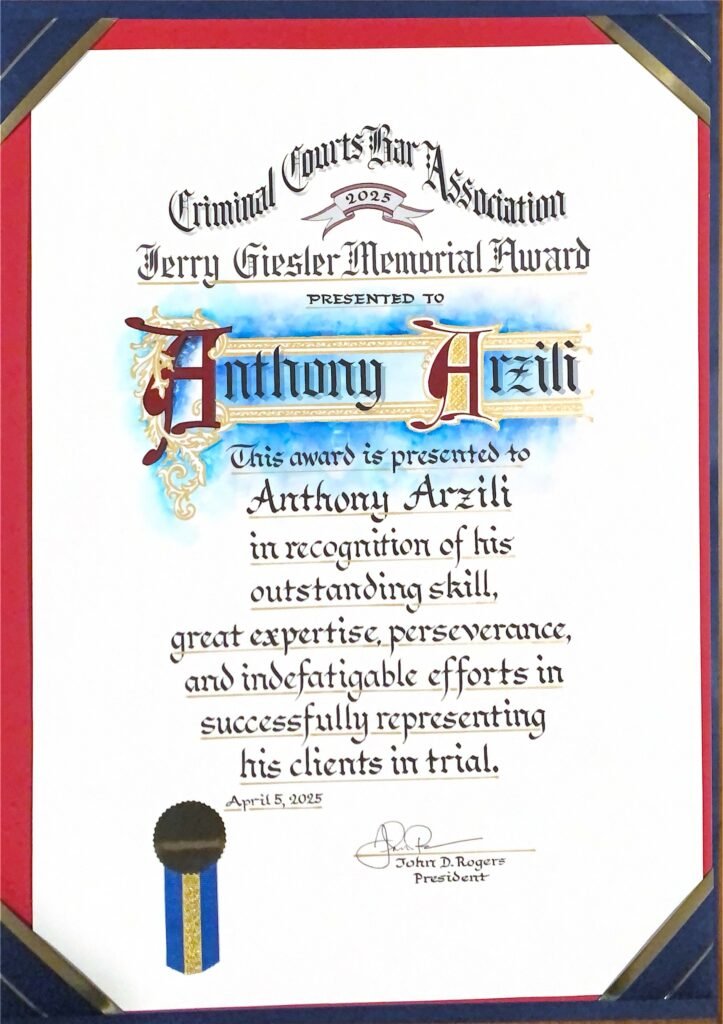 Criminal Courts Bar Association
2025
Jerry Giesler Memorial Award
PRESENTED TO
Anthony Arzili
This award is presented to
Anthony Arzili
in recognition of his
outstanding skill,
great expertise, perseverance,
and indefatigable efforts in
successfully representing
his clients in trial.
April 5, 2025
John D. Rogers
President